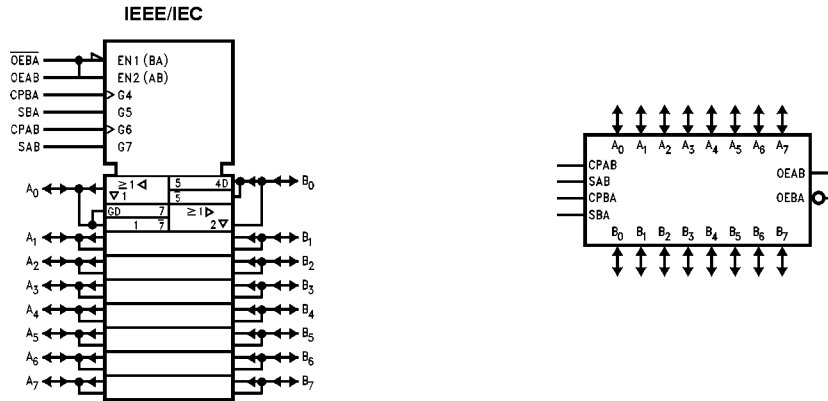 IEEE/IEC
OEBA EN1 (BA)
OEAB EN2 (AB)
CPBA G4
SBA G5
CPAB G6
SAB G7
A0 ≥1 1 5 4D B0
5
GD 7 ≥1
1 7 2
A1 B1
A2 B2
A3 B3
A4 B4
A5 B5
A6 B6
A7 B7
A0 A1 A2 A3 A4 A5 A6 A7
CPAB
SAB
CPBA
SBA
OEAB
OEBA
B0 B1 B2 B3 B4 B5 B6 B7